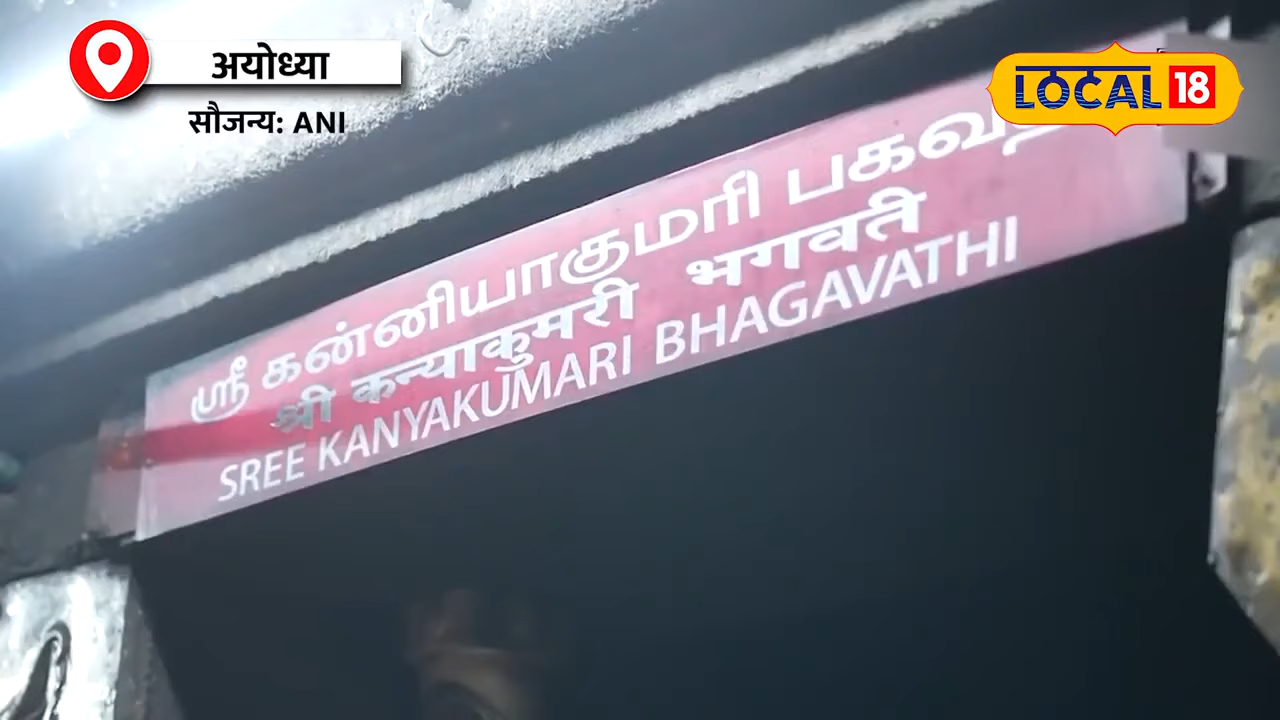 अयोध्या
सौजन्य: ANI
LOCAL 18
ஸ்ரீ கன்னியாகுமரி
श्री कन्याकुमरी भगवती
SREE KANYAKUMARI BHAGAVATHI